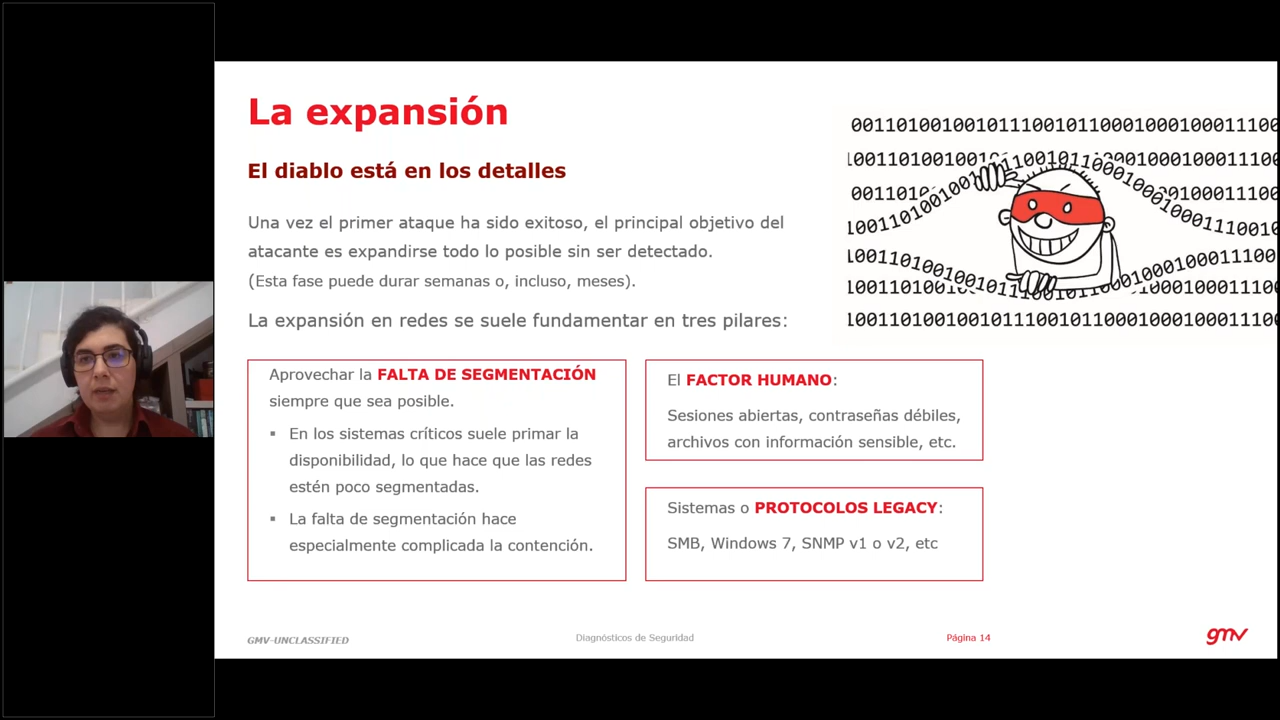 La expansión
El diablo está en los detalles
Una vez el primer ataque ha sido exitoso, el principal objetivo del
atacante es expandirse todo lo posible sin ser detectado.
(Esta fase puede durar semanas o, incluso, meses).
La expansión en redes se suele fundamentar en tres pilares:
Aprovechar la FALTA DE SEGMENTACIÓN
siempre que sea posible.
▪ En los sistemas críticos suele primar la
disponibilidad, lo que hace que las redes
estén poco segmentadas.
▪ La falta de segmentación hace
especialmente complicada la contención.
El FACTOR HUMANO:
Sesiones abiertas, contraseñas débiles,
archivos con información sensible, etc.
Sistemas o PROTOCOLOS LEGACY:
SMB, Windows 7, SNMP v1 o v2, etc
GMV-UNCLASSIFIED
Diagnósticos de Seguridad
Página 14
gmv